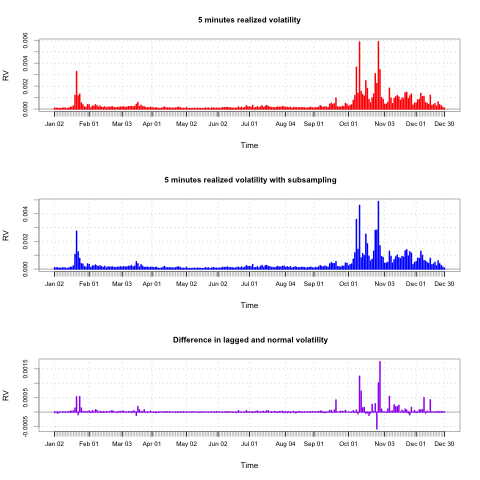 5 minutes realized volatility
0.006
0.004
0.002
0.000
RV
Jan 02 Feb 01 Mar 03 Apr 01 May 02 Jun 02 Jul 01 Aug 04 Sep 01 Oct 01 Nov 03 Dec 01 Dec 30
Time
5 minutes realized volatility with subsampling
0.004
0.002
0.000
RV
Jan 02 Feb 01 Mar 03 Apr 01 May 02 Jun 02 Jul 01 Aug 04 Sep 01 Oct 01 Nov 03 Dec 01 Dec 30
Time
Difference in lagged and normal volatility
0.0015
0.0005
-0.0005
RV
Jan 02 Feb 01 Mar 03 Apr 01 May 02 Jun 02 Jul 01 Aug 04 Sep 01 Oct 01 Nov 03 Dec 01 Dec 30
Time